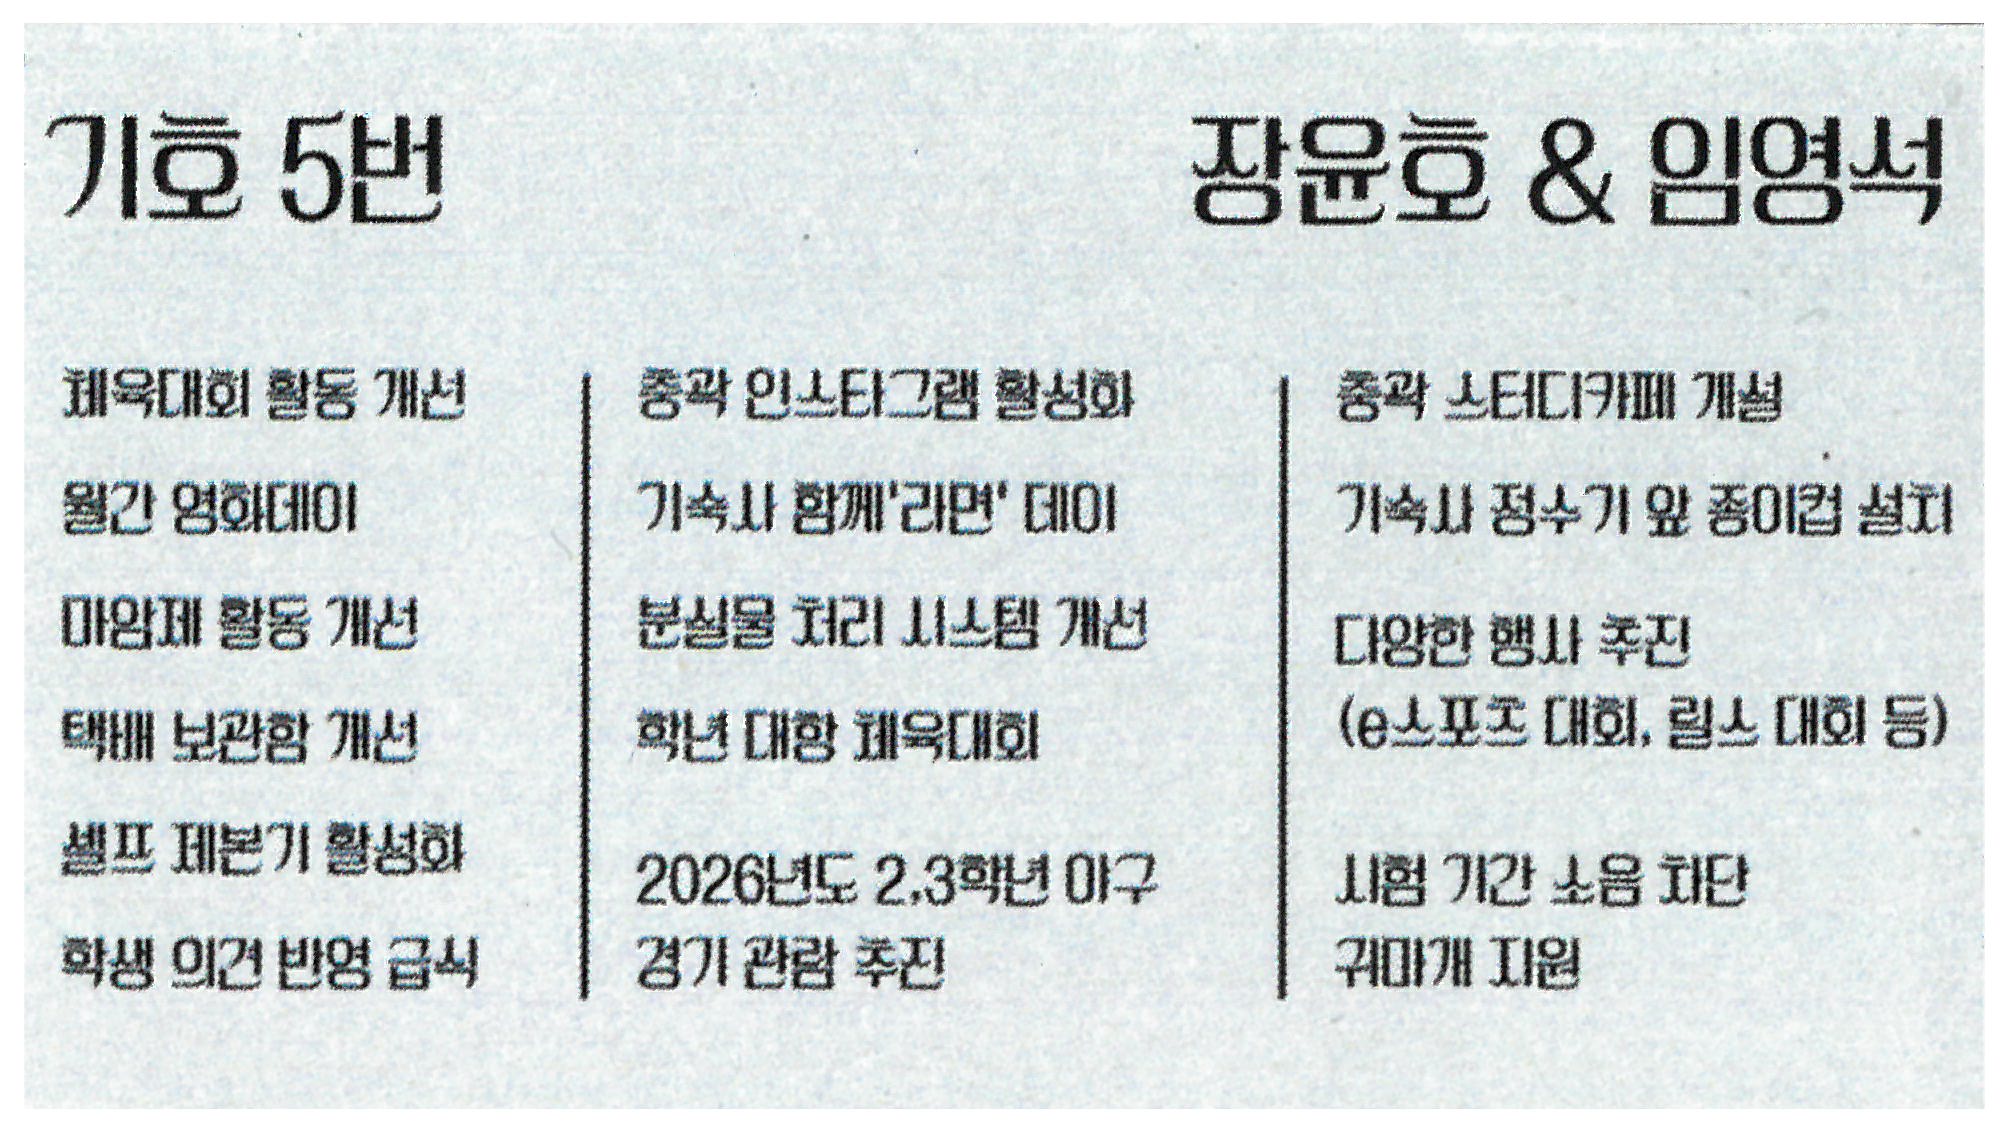 기호 5번
장윤호 & 임영석
체육대회 활동 개선
월간 영화데이
마암제 활동 개선
택배 보관함 개선
셀프 제본기 활성화
학생 의견 반영 급식
총곽 인스타그램 활성화
기숙사 함께'라면' 데이
분실물 처리 시스템 개선
학년 대항 체육대회
2026년도 2.3학년 야구
경기 관람 추진
총곽 스터디카페 개설
기숙사 정수기 앞 종이컵 설치
다양한 행사 추진
(e스포츠 대회, 릴스 대회 등)
시험 기간 소음 차단
귀마개 지원